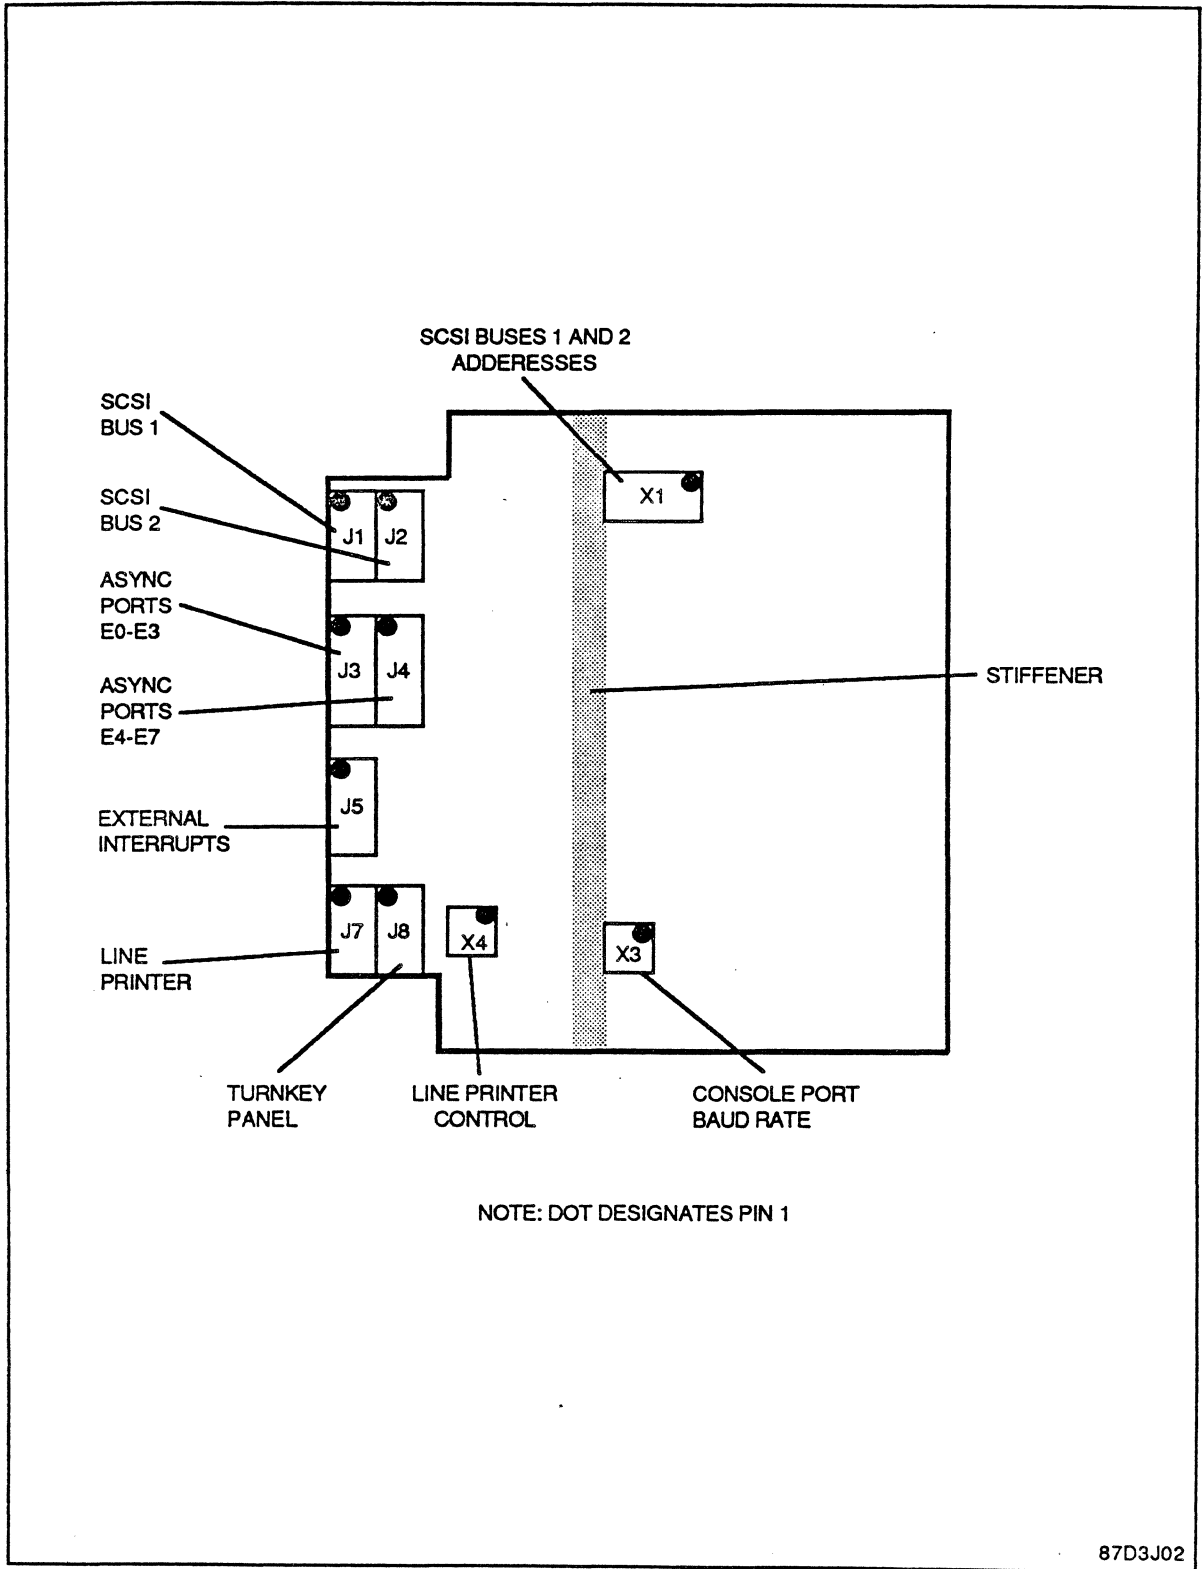 SCSI BUSES 1 AND 2
ADDERESSES
SCSI
BUS 1
SCSI
BUS 2
ASYNC
PORTS
E0-E3
ASYNC
PORTS
E4-E7
EXTERNAL
INTERRUPTS
LINE
PRINTER
J1
J2
J3
J4
J5
J7
J8
X4
X1
X3
STIFFENER
TURNKEY
PANEL
LINE PRINTER
CONTROL
CONSOLE PORT
BAUD RATE
NOTE: DOT DESIGNATES PIN 1
87D3J02